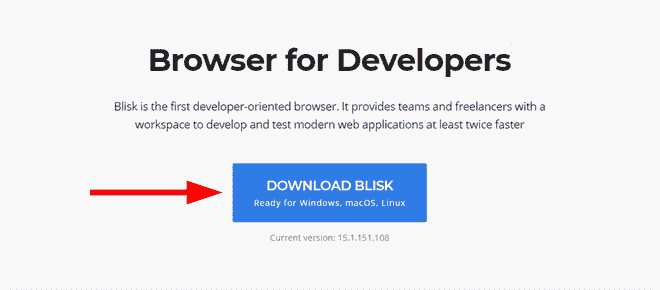 Browser for Developers
Blisk is the first developer-oriented browser. It provides teams and freelancers with a
workspace to develop and test modern web applications at least twice faster
DOWNLOAD BLISK
Ready for Windows, macOS, Linux
Current version: 15.1.151.108